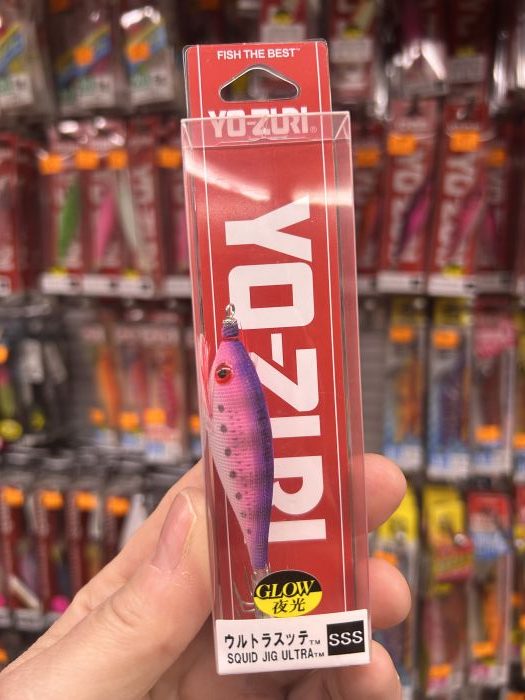 FISH THE BEST™
YO-ZURI®
YO-ZURI
GLOW
夜光
ウルトラスッテ™
SQUID JIG ULTRA™
SSS